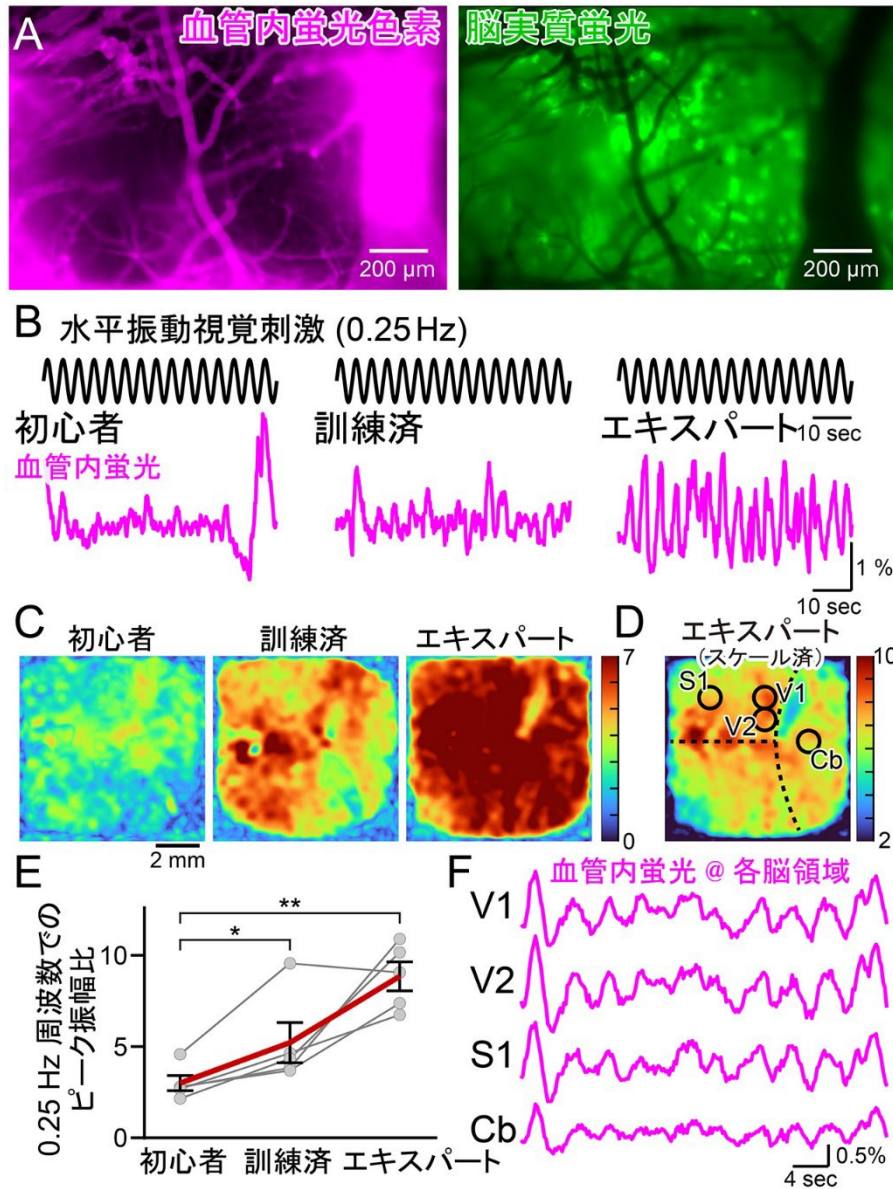 A
血管内蛍光色素
200 µm
脳実質蛍光
200 µm
B
水平振動視覚刺激 (0.25 Hz)
初心者
訓練済
エキスパート
10 sec
血管内蛍光
1 %
10 sec
C
初心者
訓練済
エキスパート
7
0
2 mm
D
エキスパート
(スケール済)
10
2
S1
V1
V2
Cb
E
0.25 Hz 周波数での
ピーク振幅比
10
5
0
**
*
初心者
訓練済
エキスパート
F
血管内蛍光 @ 各脳領域
V1
V2
S1
Cb
0.5%
4 sec